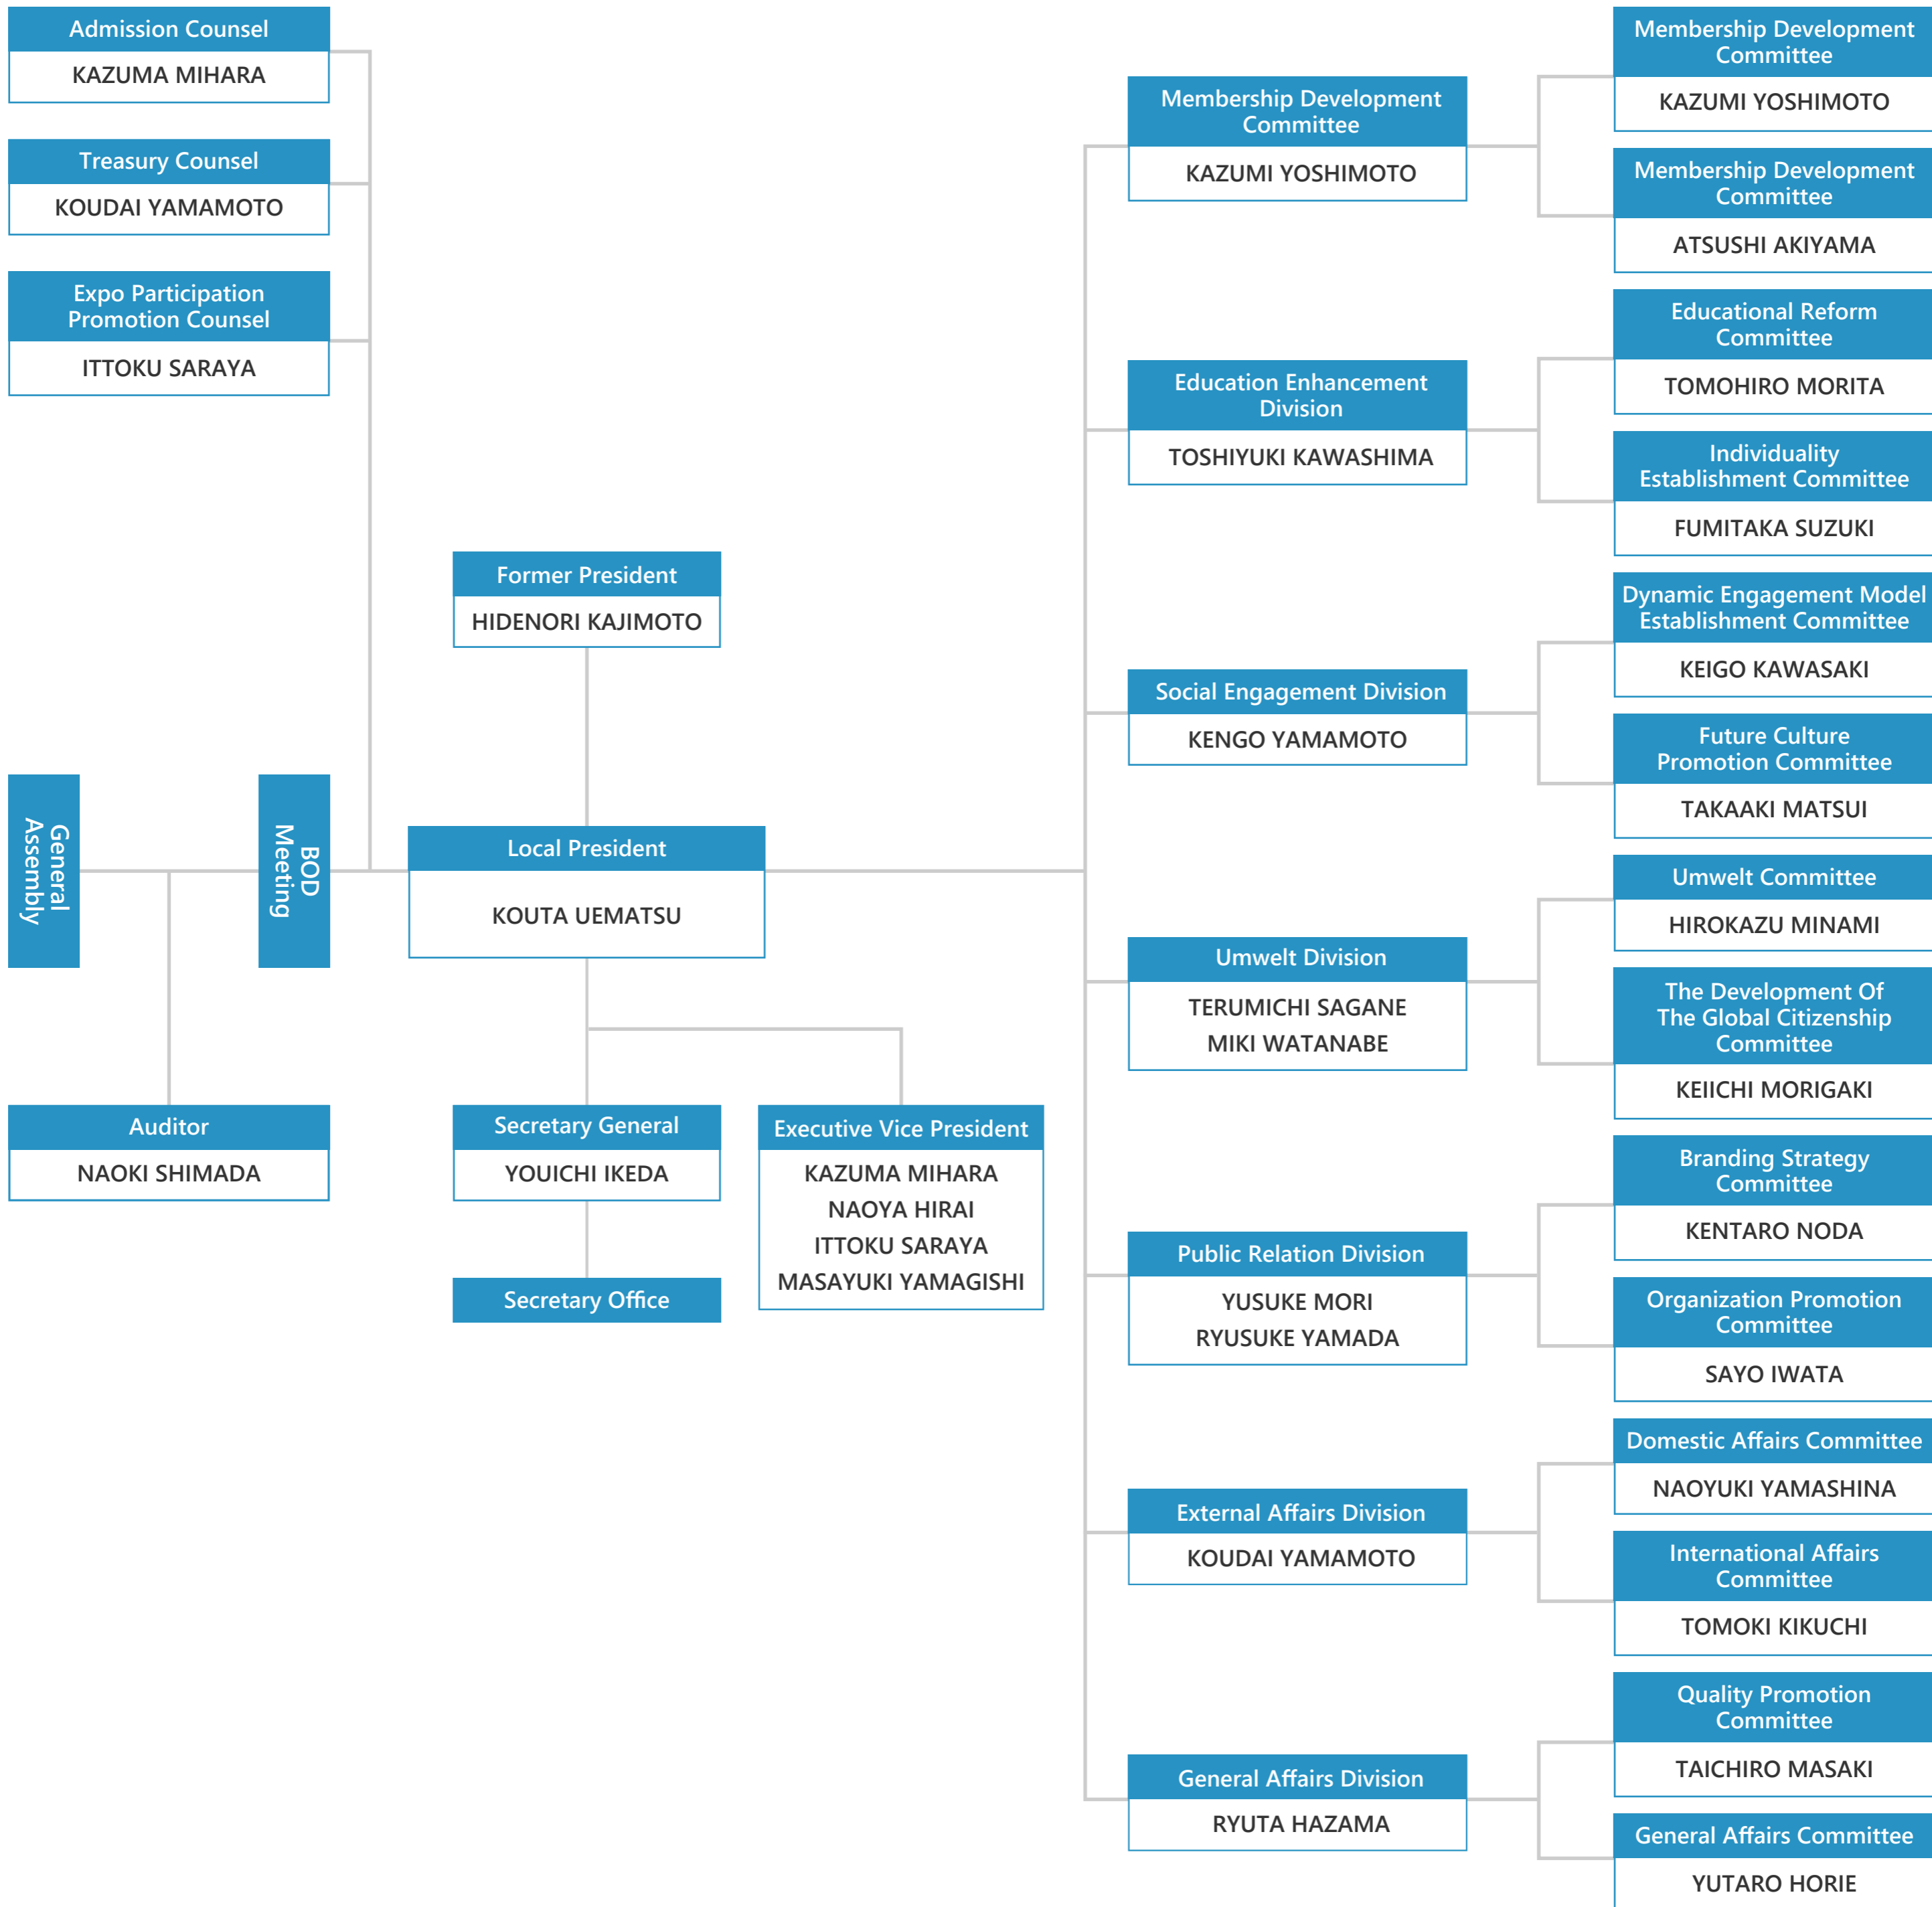 Admission Counsel
KAZUMA MIHARA
Treasury Counsel
KOUDAI YAMAMOTO
Expo Participation
Promotion Counsel
ITTOKU SARAYA
General
Assembly
BOD
Meeting
Auditor
NAOKI SHIMADA
Former President
HIDENORI KAJIMOTO
Local President
KOUTA UEMATSU
Secretary General
YOUICHI IKEDA
Secretary Office
Executive Vice President
KAZUMA MIHARA
NAOYA HIRAI
ITTOKU SARAYA
MASAYUKI YAMAGISHI
Membership Development
Committee
KAZUMI YOSHIMOTO
Education Enhancement
Division
TOSHIYUKI KAWASHIMA
Social Engagement Division
KENGO YAMAMOTO
Umwelt Division
TERUMICHI SAGANE
MIKI WATANABE
Public Relation Division
YUSUKE MORI
RYUSUKE YAMADA
External Affairs Division
KOUDAI YAMAMOTO
General Affairs Division
RYUTA HAZAMA
Membership Development
Committee
KAZUMI YOSHIMOTO
Membership Development
Committee
ATSUSHI AKIYAMA
Educational Reform
Committee
TOMOHIRO MORITA
Individuality
Establishment Committee
FUMITAKA SUZUKI
Dynamic Engagement Model
Establishment Committee
KEIGO KAWASAKI
Future Culture
Promotion Committee
TAKAAKI MATSUI
Umwelt Committee
HIROKAZU MINAMI
The Development Of
The Global Citizenship
Committee
KEIICHI MORIGAKI
Branding Strategy
Committee
KENTARO NODA
Organization Promotion
Committee
SAYO IWATA
Domestic Affairs Committee
NAOYUKI YAMASHINA
International Affairs
Committee
TOMOKI KIKUCHI
Quality Promotion
Committee
TAICHIRO MASAKI
General Affairs Committee
YUTARO HORIE